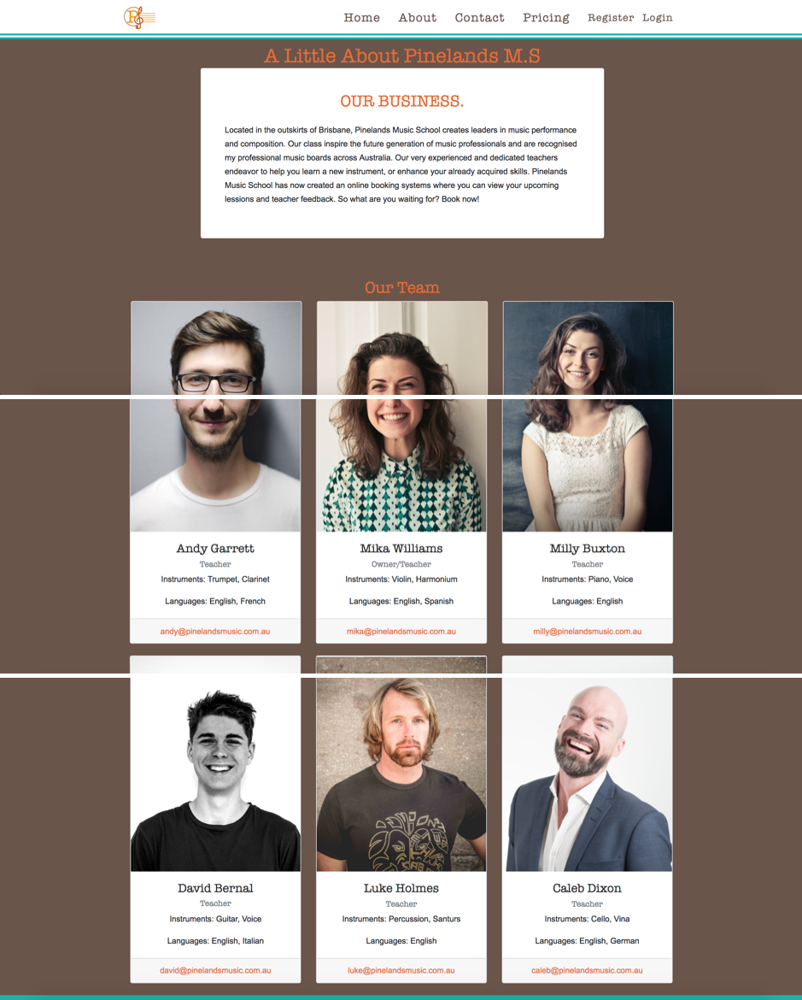 Home About Contact Pricing Register Login
A Little About Pinelands M.S
OUR BUSINESS.
Located in the outskirts of Brisbane, Pinelands Music School creates leaders in music performance
and composition. Our class inspire the future generation of music professionals and are recognised
my professional music boards across Australia. Our very experienced and dedicated teachers
endeavor to help you learn a new instrument, or enhance your already acquired skills. Pinelands
Music School has now created an online booking systems where you can view your upcoming
lessions and teacher feedback. So what are you waiting for? Book now!
Our Team
Andy Garrett
Teacher
Instruments: Trumpet, Clarinet
Languages: English, French
andy@pinelandsmusic.com.au
Mika Williams
Owner/Teacher
Instruments: Violin, Harmonium
Languages: English, Spanish
mika@pinelandsmusic.com.au
Milly Buxton
Teacher
Instruments: Piano, Voice
Languages: English
milly@pinelandsmusic.com.au
David Bernal
Teacher
Instruments: Guitar, Voice
Languages: English, Italian
david@pinelandsmusic.com.au
Luke Holmes
Teacher
Instruments: Percussion, Santurs
Languages: English
luke@pinelandsmusic.com.au
Caleb Dixon
Teacher
Instruments: Cello, Vina
Languages: English, German
caleb@pinelandsmusic.com.au